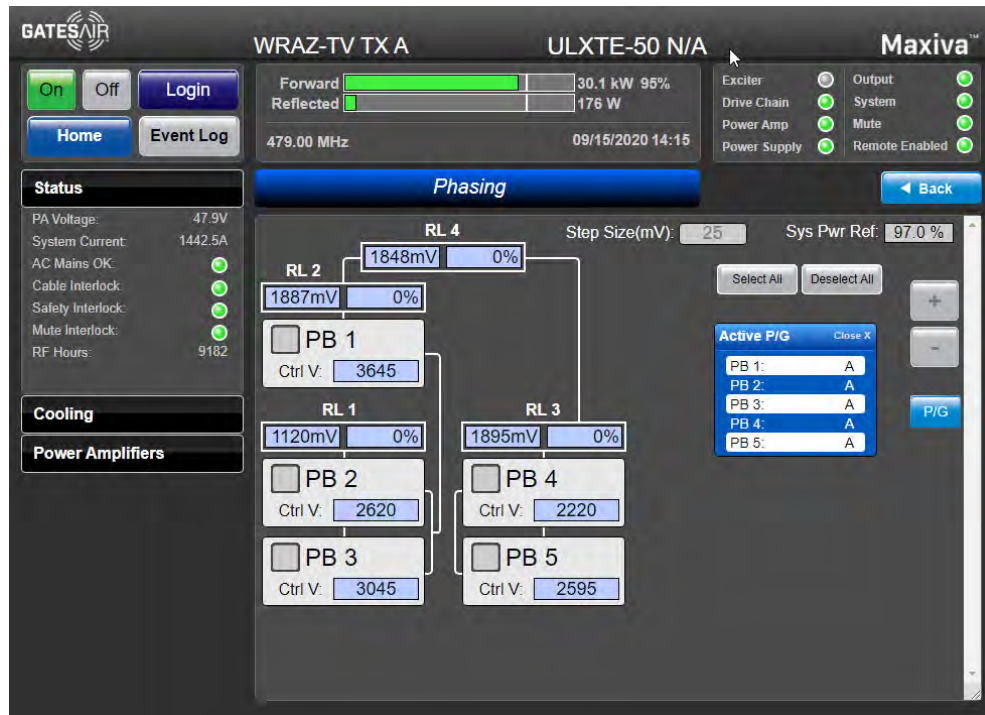 GATESAIR
WRAZ-TV TX A
ULXTE-50 N/A
Maxiva™
On
Off
Login
Home
Event Log
Forward
30.1 kW 95%
Reflected
176 W
479.00 MHz
09/15/2020 14:15
Exciter
Drive Chain
Power Amp
Power Supply
Output
System
Mute
Remote Enabled
Status
PA Voltage: 47.9V
System Current: 1442.5A
AC Mains OK:
Cable Interlock:
Safety Interlock:
Mute Interlock:
RF Hours: 9182
Cooling
Power Amplifiers
Phasing
◀ Back
RL 4
1848mV 0%
Step Size(mV): 25
Sys Pwr Ref: 97.0 %
RL 2
1887mV 0%
PB 1
Ctrl V: 3645
RL 1
1120mV 0%
PB 2
Ctrl V: 2620
PB 3
Ctrl V: 3045
RL 3
1895mV 0%
PB 4
Ctrl V: 2220
PB 5
Ctrl V: 2595
Select All
Deselect All
+
-
P/G
Active P/G
Close X
PB 1: A
PB 2: A
PB 3: A
PB 4: A
PB 5: A